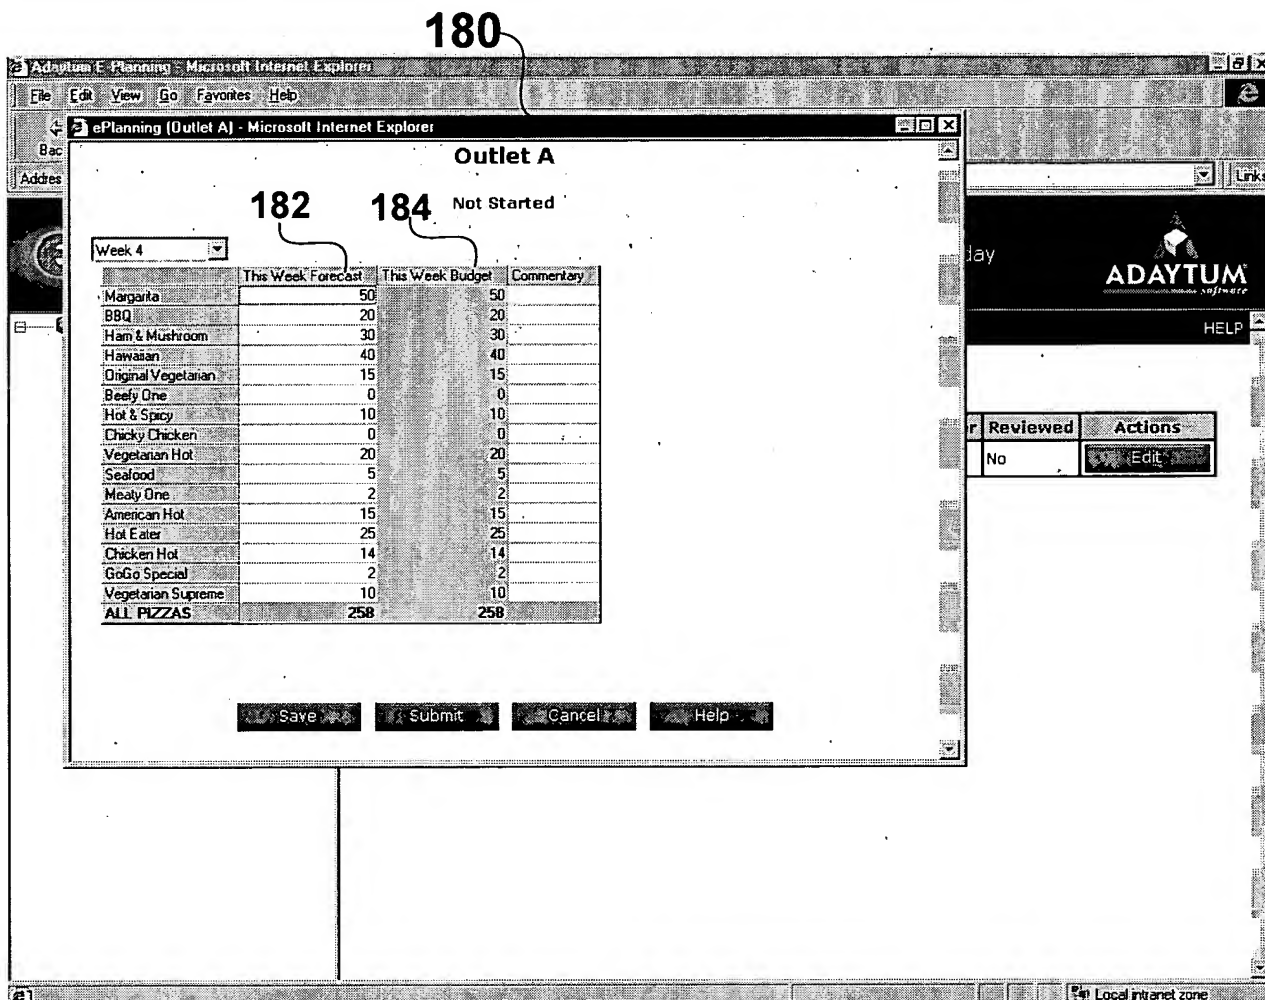 180
Adaytum E-Planning - Microsoft Internet Explorer
File Edit View Go Favorites Help
ePlanning (Outlet A) - Microsoft Internet Explorer
Bac
Addres
Links
Outlet A
182 184 Not Started
Week 4
day
ADAYTUM
software
HELP
This Week Forecast This Week Budget Commentary
Margarita 50 50
BBQ 20 20
Ham & Mushroom 30 30
Hawaiian 40 40
Original Vegetarian 15 15
Beefy One 0 0
Hot & Spicy 10 10
Chicky Chicken 0 0
Vegetarian Hot 20 20
Seafood 5 5
Meaty One 2 2
American Hot 15 15
Hot Eater 25 25
Chicken Hot 14 14
GoGo Special 2 2
Vegetarian Supreme 10 10
ALL PIZZAS 258 258
r Reviewed Actions
No Edit
Save Submit Cancel Help
Local intranet zone